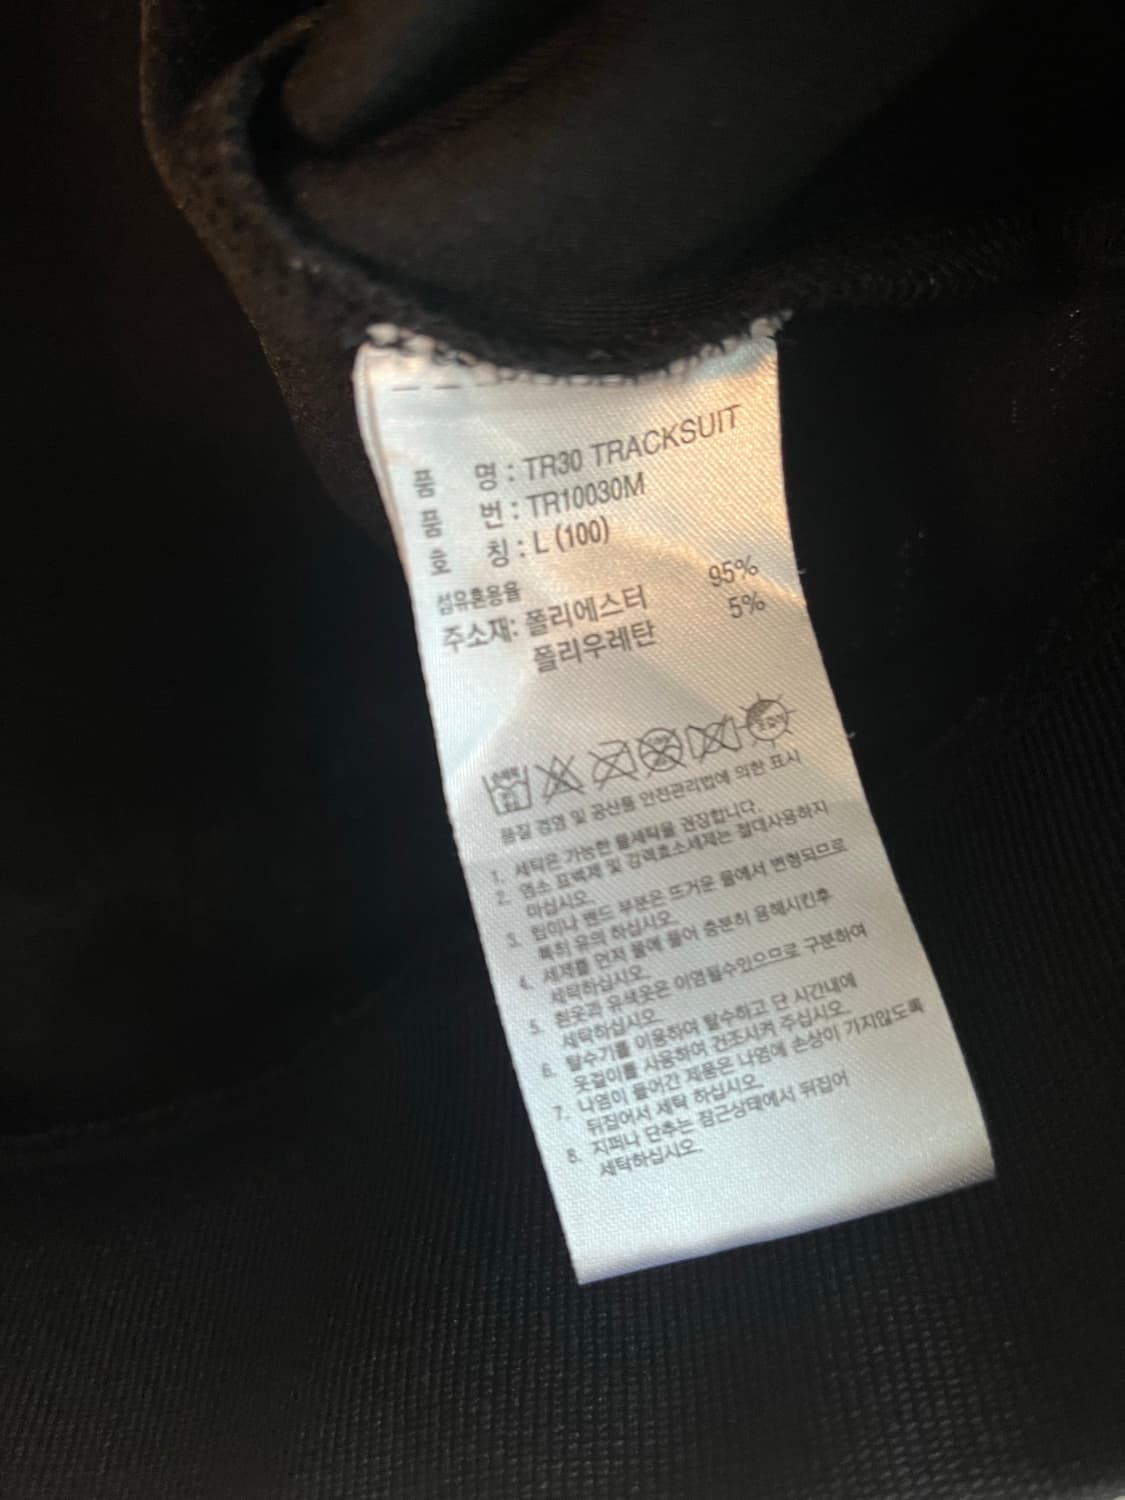 품 명 : TR30 TRACKSUIT
품 번 : TR10030M
호 칭 : L (100)
섬유혼용율
주소재: 폴리에스터 95%
폴리우레탄 5%
품질 경영 및 공산품 안전관리법에 의한 표시
1. 세탁은 가능한 물세탁을 권장합니다.
2. 염소 표백제 및 강력효소세제는 절대사용하지
마십시오.
3. 립이나 밴드 부분은 뜨거운 물에서 변형되므로
특히 유의 하십시오.
4. 세제를 먼저 물에 풀어 충분히 용해시킨후
세탁하십시오.
5. 흰옷과 유색옷은 이염될수있으므로 구분하여
세탁하십시오.
6. 탈수기를 이용하여 탈수하고 단 시간내에
옷걸이를 사용하여 건조시켜 주십시오.
7. 나염이 들어간 제품은 나염에 손상이 가지않도록
뒤집어서 세탁 하십시오.
8. 지퍼나 단추는 잠근상태에서 뒤집어
세탁하십시오.